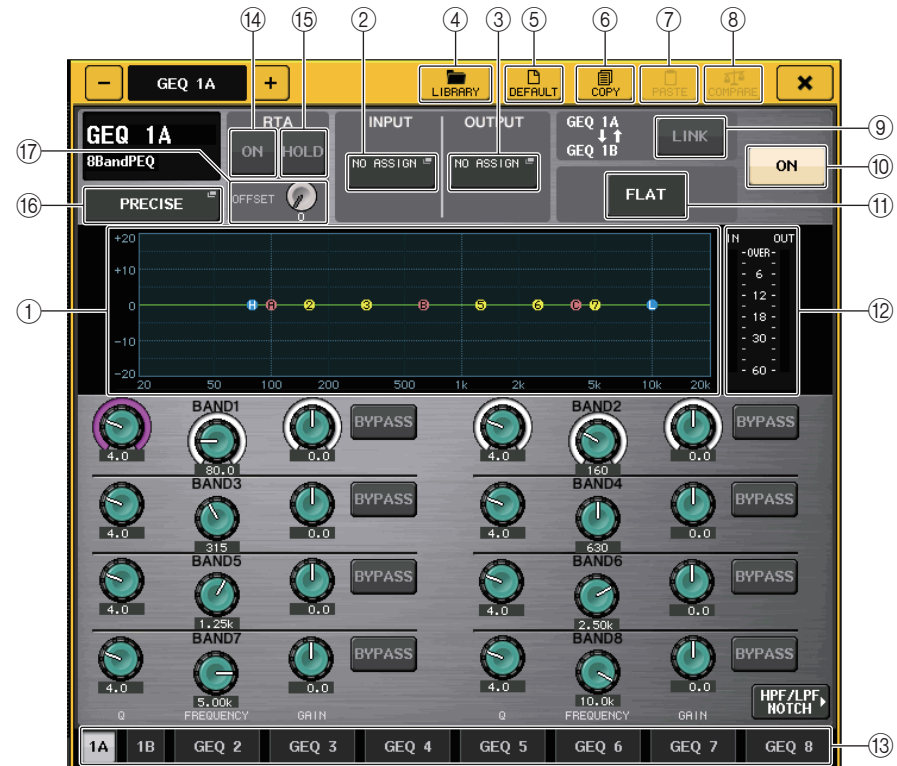 ⑭ ⑮ ② ④ ③ ⑤ ⑥ ⑦ ⑧
− GEQ 1A + LIBRARY DEFAULT COPY PASTE COMPARE ×
GEQ 1A
8BandPEQ
RTA
ON HOLD
INPUT
NO ASSIGN
OUTPUT
NO ASSIGN
GEQ 1A
↓↑
GEQ 1B
LINK
⑨
ON
⑩
⑰
OFFSET
0
⑯
PRECISE
FLAT
⑪
①
+20
+10
0
−10
−20
H A 2 3 B 5 6 C 7 L
20 50 100 200 500 1k 2k 5k 10k 20k
IN OUT
-OVER-
- 6 -
- 12 -
- 18 -
- 30 -
- 60 -
⑫
BAND1
BYPASS
4.0 80.0 0.0
BAND2
BYPASS
4.0 160 0.0
BAND3
BYPASS
4.0 315 0.0
BAND4
BYPASS
4.0 630 0.0
BAND5
BYPASS
4.0 1.25k 0.0
BAND6
BYPASS
4.0 2.50k 0.0
BAND7
BYPASS
4.0 5.00k 0.0
BAND8
BYPASS
4.0 10.0k 0.0
Q FREQUENCY GAIN
Q FREQUENCY GAIN
HPF/LPF
NOTCH
1A 1B GEQ 2 GEQ 3 GEQ 4 GEQ 5 GEQ 6 GEQ 7 GEQ 8
⑬